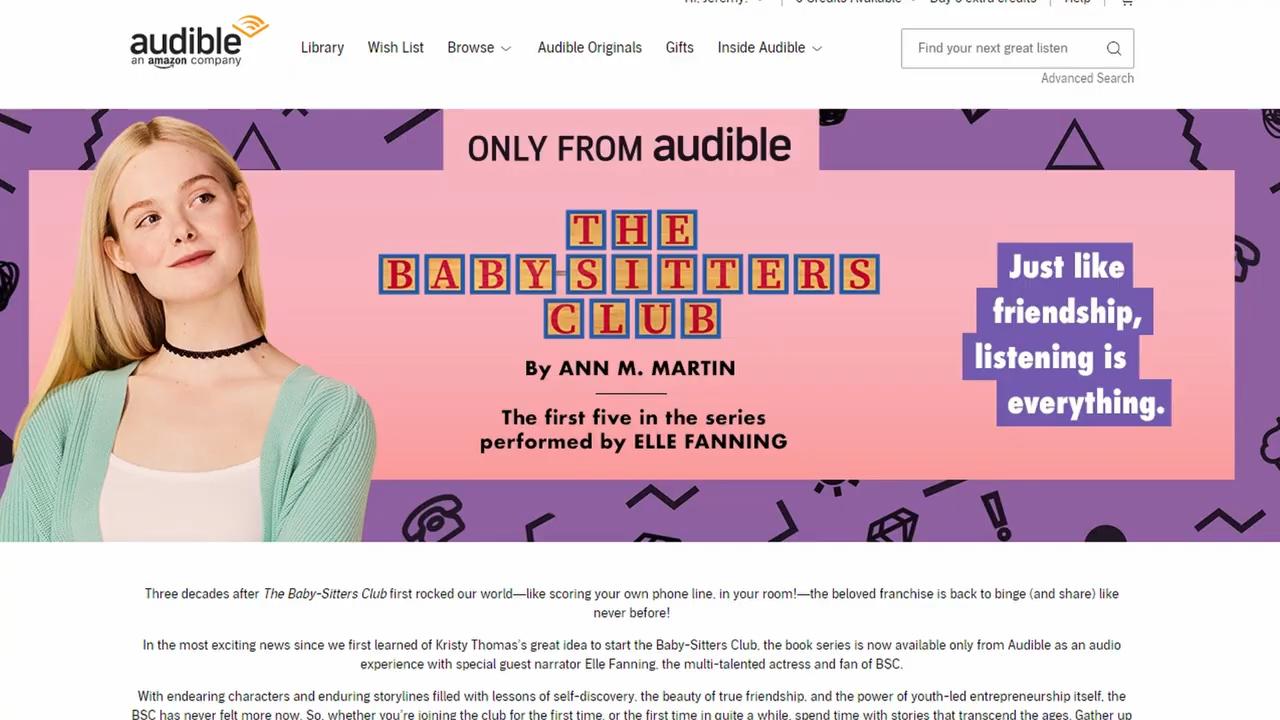 Hi, Jeremy!
Credits Available
Buy 3 extra credits
Help
audible
an amazon company
Library
Wish List
Browse
Audible Originals
Gifts
Inside Audible
Find your next great listen
Advanced Search
ONLY FROM audible
THE
BABY-SITTERS
CLUB
By ANN M. MARTIN
The first five in the series
performed by ELLE FANNING
Just like
friendship,
listening is
everything.
Three decades after The Baby-Sitters Club first rocked our world—like scoring your own phone line, in your room!—the beloved franchise is back to binge (and share) like
never before!
In the most exciting news since we first learned of Kristy Thomas's great idea to start the Baby-Sitters Club, the book series is now available only from Audible as an audio
experience with special guest narrator Elle Fanning, the multi-talented actress and fan of BSC.
With endearing characters and enduring storylines filled with lessons of self-discovery, the beauty of true friendship, and the power of youth-led entrepreneurship itself, the
BSC has never felt more now. So, whether you're joining the club for the first time, or the first time in quite a while, spend time with stories that transcend the ages. Gather up